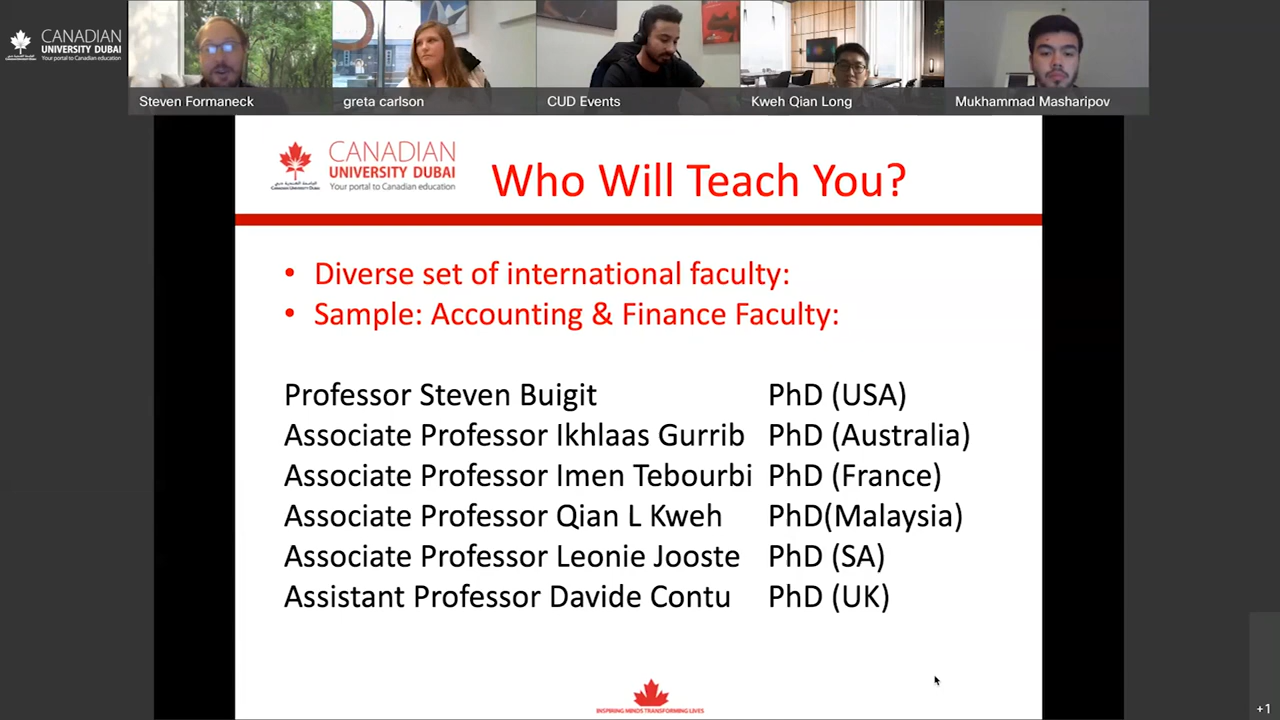 CANADIAN
UNIVERSITY DUBAI
Your portal to Canadian education
Steven Formaneck
greta carlson
CUD Events
Kweh Qian Long
Mukhammad Masharipov
CANADIAN
UNIVERSITY DUBAI
Your portal to Canadian education
Who Will Teach You?
• Diverse set of international faculty:
• Sample: Accounting & Finance Faculty:
Professor Steven Buigit PhD (USA)
Associate Professor Ikhlaas Gurrib PhD (Australia)
Associate Professor Imen Tebourbi PhD (France)
Associate Professor Qian L Kweh PhD(Malaysia)
Associate Professor Leonie Jooste PhD (SA)
Assistant Professor Davide Contu PhD (UK)
INSPIRING MINDS TRANSFORMING LIVES
+1